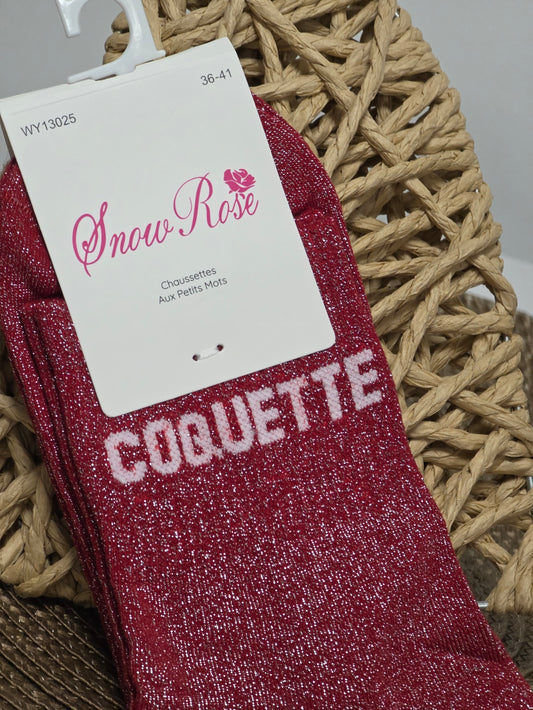 36-41
WY13025
Snow Rose
Chaussettes
Aux Petits Mots
COQUETTE